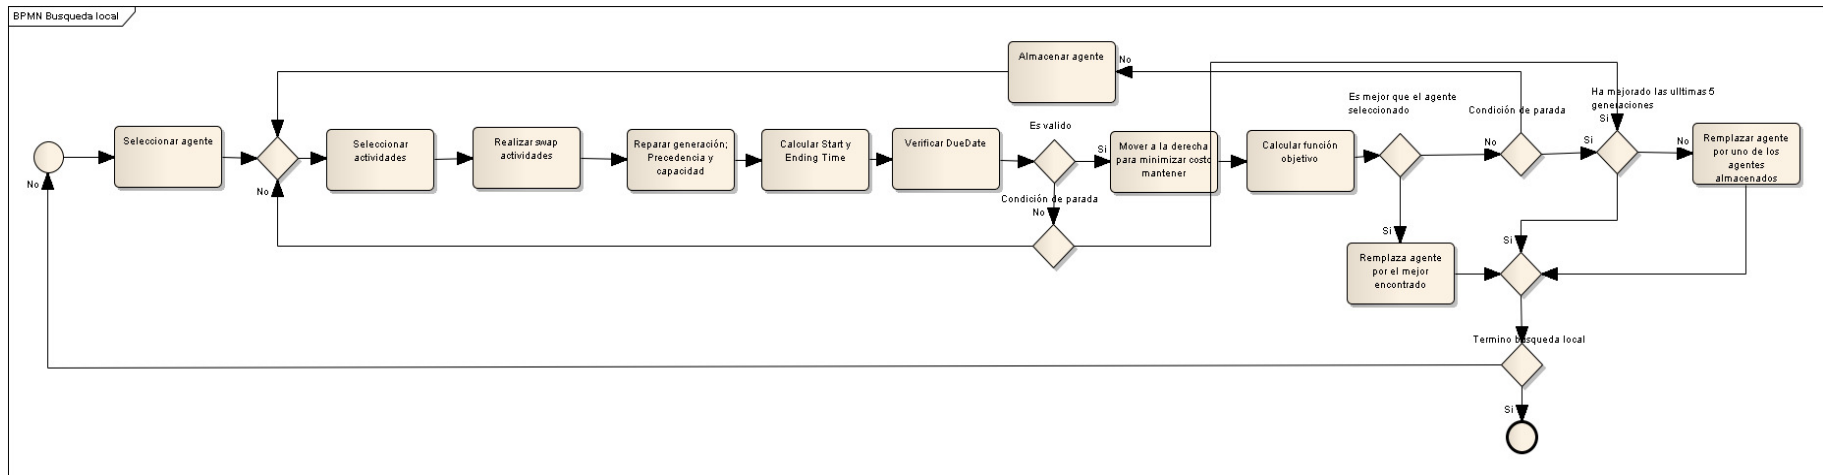 BPMN Busqueda local
Almacenar agente
No
Es mejor que el agente
seleccionado
Condición de parada
Ha mejorado las ulltimas 5
generaciones
Si
Seleccionar agente
Seleccionar
actividades
Realizar swap
actividades
Reparar generación;
Precedencia y
capacidad
Calcular Start y
Ending Time
Verificar DueDate
Es valido
Si
Mover a la derecha
para minimizar costo
mantener
Calcular función
objetivo
No
Si
No
Remplazar agente
por uno de los
agentes
almacenados
No
No
Condición de parada
No
Si
Remplaza agente
por el mejor
encontrado
Si
Termino busqueda local
Si